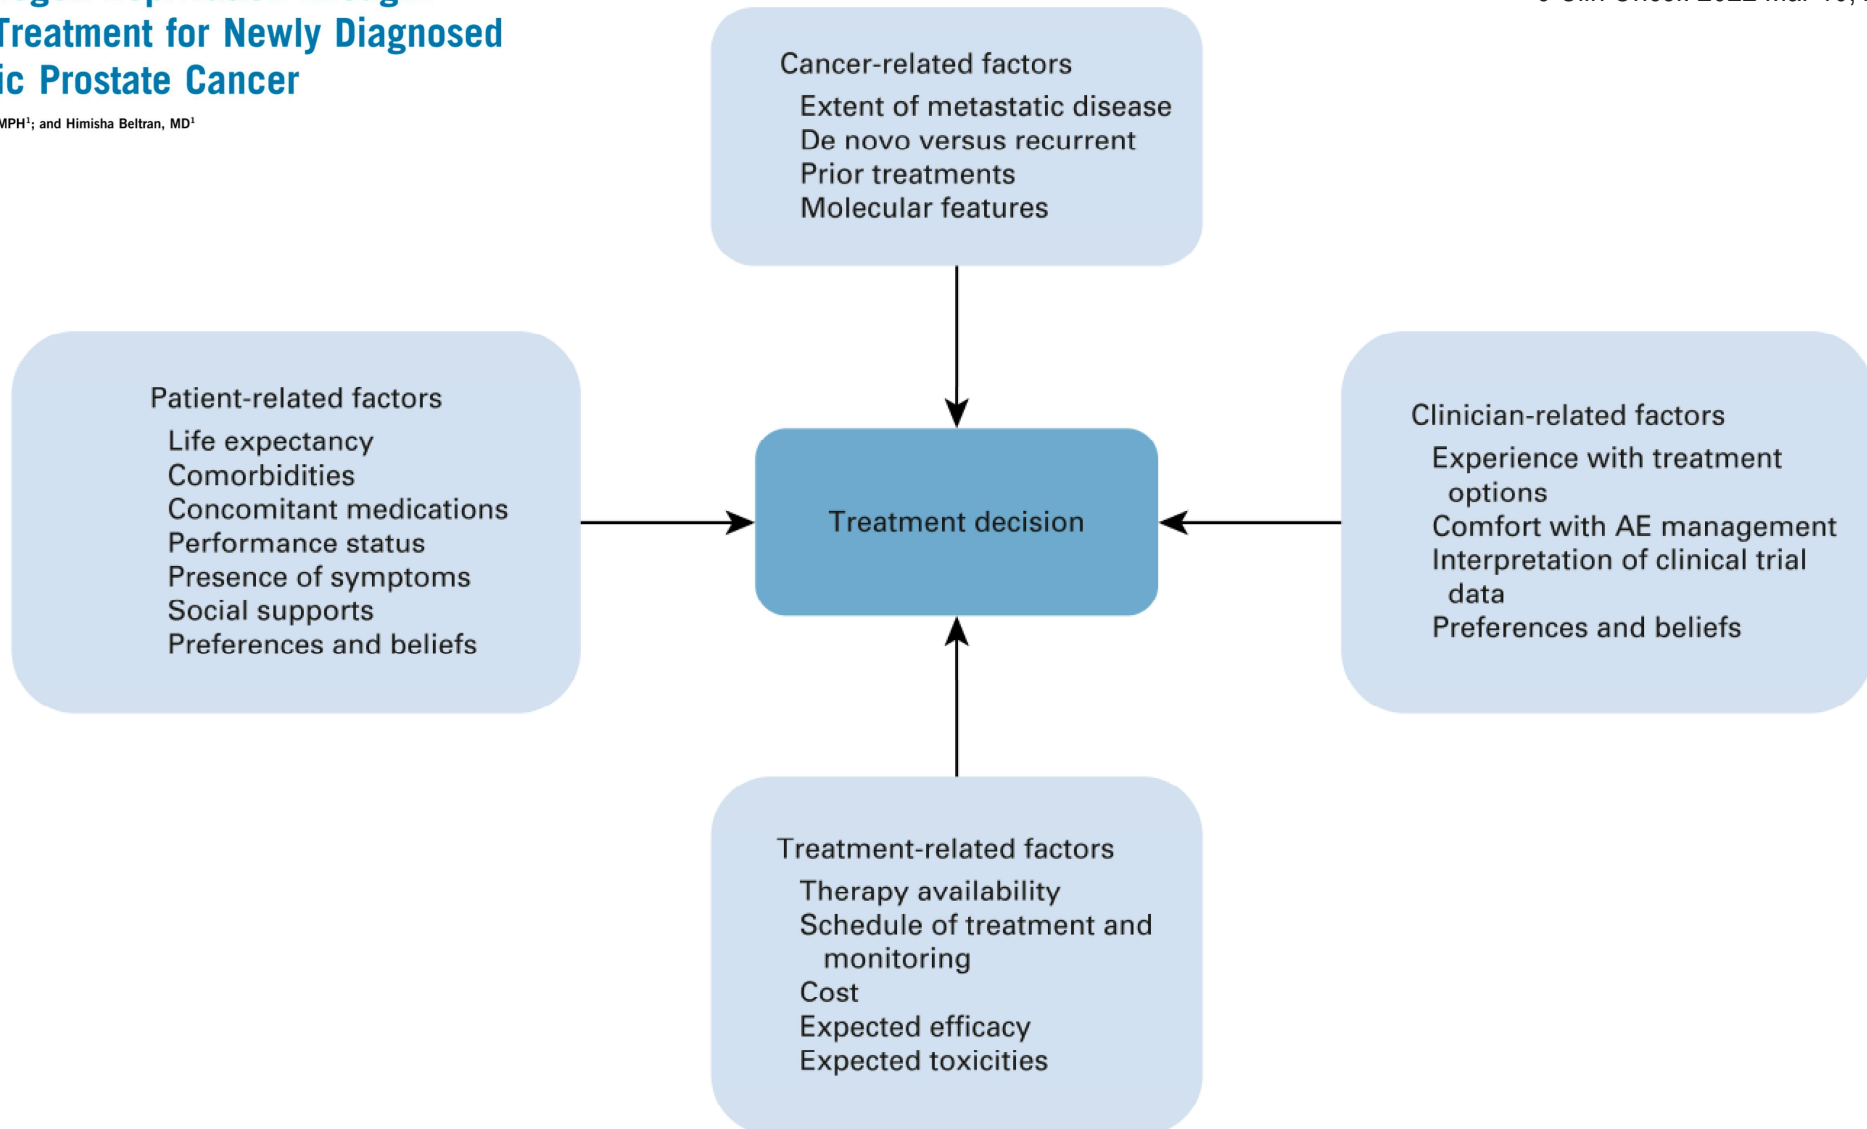 Treatment for Newly Diagnosed
ic Prostate Cancer
MPH1; and Himisha Beltran, MD1
Cancer-related factors
Extent of metastatic disease
De novo versus recurrent
Prior treatments
Molecular features
Patient-related factors
Life expectancy
Comorbidities
Concomitant medications
Performance status
Presence of symptoms
Social supports
Preferences and beliefs
Treatment decision
Clinician-related factors
Experience with treatment
options
Comfort with AE management
Interpretation of clinical trial
data
Preferences and beliefs
Treatment-related factors
Therapy availability
Schedule of treatment and
monitoring
Cost
Expected efficacy
Expected toxicities